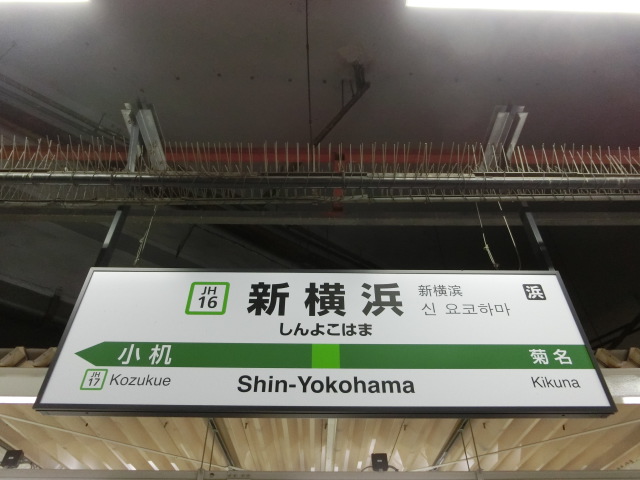 JH
16
新横浜
新横滨
신 요코하마
浜
しんよこはま
小机
菊名
JH
17
Kozukue
Shin-Yokohama
Kikuna